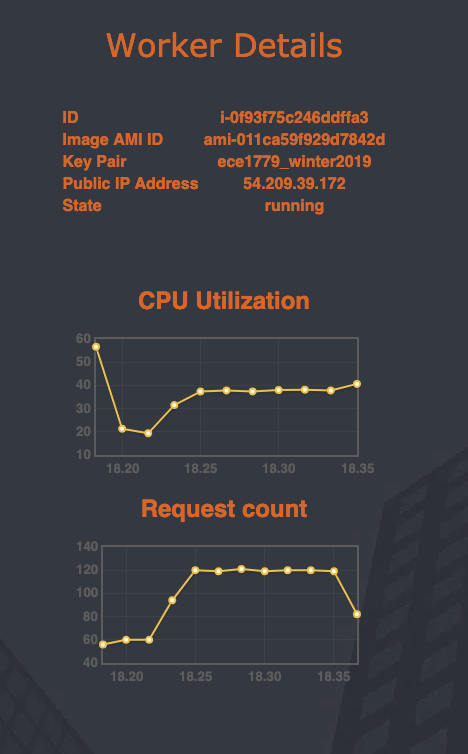 Worker Details
ID i-0f93f75c246ddffa3
Image AMI ID ami-011ca59f929d7842d
Key Pair ece1779_winter2019
Public IP Address 54.209.39.172
State running
CPU Utilization
60
50
40
30
20
10
18.20 18.25 18.30 18.35
Request count
140
120
100
80
60
40
18.20 18.25 18.30 18.35